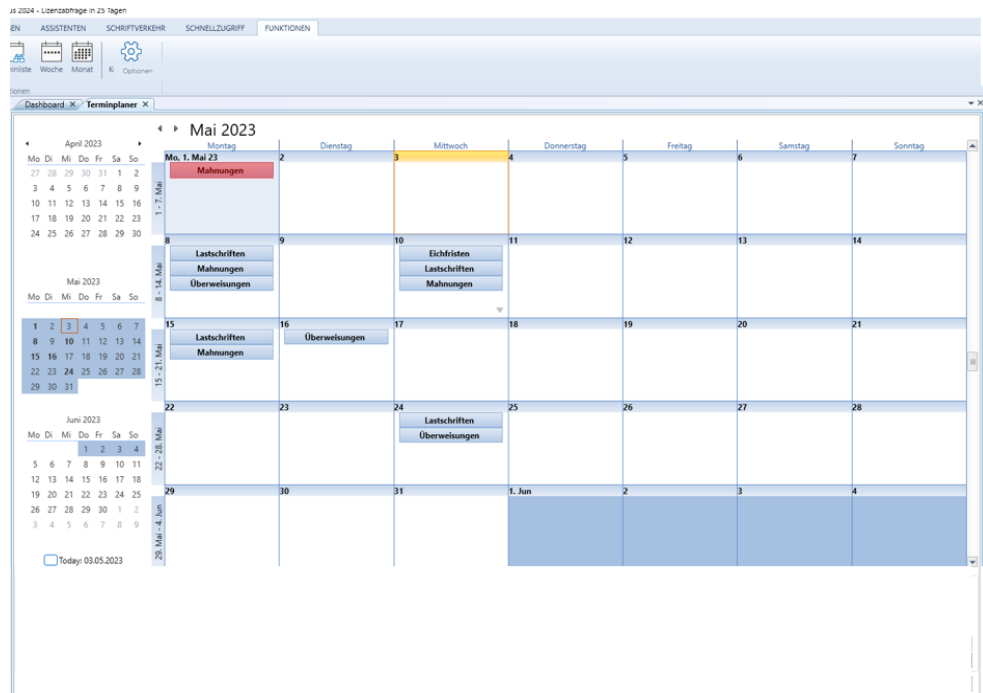 us 2024 - Lizenzabfrage in 25 Tagen
EN ASSISTENTEN SCHRIFTVERKEHR SCHNELLZUGRIFF FUNKTIONEN
inliste Woche Monat K Optionen
ionen
Dashboard X Terminplaner X
Mai 2023
April 2023
Mo Di Mi Do Fr Sa So
27 28 29 30 31 1 2
3 4 5 6 7 8 9
10 11 12 13 14 15 16
17 18 19 20 21 22 23
24 25 26 27 28 29 30
Mai 2023
Mo Di Mi Do Fr Sa So
1 2 3 4 5 6 7
8 9 10 11 12 13 14
15 16 17 18 19 20 21
22 23 24 25 26 27 28
29 30 31
Juni 2023
Mo Di Mi Do Fr Sa So
1 2 3 4
5 6 7 8 9 10 11
12 13 14 15 16 17 18
19 20 21 22 23 24 25
26 27 28 29 30 1 2
3 4 5 6 7 8 9
Today: 03.05.2023
Montag Dienstag Mittwoch Donnerstag Freitag Samstag Sonntag
1 - 7. Mai
Mo, 1. Mai 23 2 3 4 5 6 7
Mahnungen
8 - 14. Mai
8 9 10 11 12 13 14
Lastschriften Eichfristen
Mahnungen Lastschriften
Überweisungen Mahnungen
15 - 21. Mai
15 16 17 18 19 20 21
Lastschriften Überweisungen
Mahnungen
22 - 28. Mai
22 23 24 25 26 27 28
Lastschriften
Überweisungen
29. Mai - 4. Jun
29 30 31 1. Jun 2 3 4